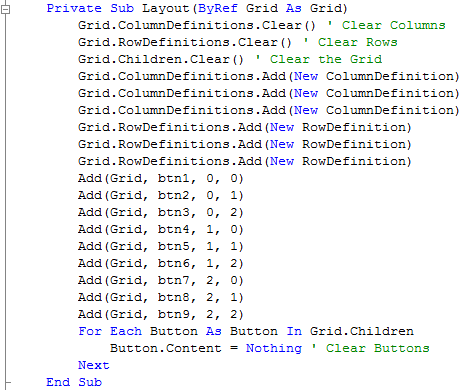 Private Sub Layout(ByRef Grid As Grid)
Grid.ColumnDefinitions.Clear() ' Clear Columns
Grid.RowDefinitions.Clear() ' Clear Rows
Grid.Children.Clear() ' Clear the Grid
Grid.ColumnDefinitions.Add(New ColumnDefinition)
Grid.ColumnDefinitions.Add(New ColumnDefinition)
Grid.ColumnDefinitions.Add(New ColumnDefinition)
Grid.RowDefinitions.Add(New RowDefinition)
Grid.RowDefinitions.Add(New RowDefinition)
Grid.RowDefinitions.Add(New RowDefinition)
Add(Grid, btn1, 0, 0)
Add(Grid, btn2, 0, 1)
Add(Grid, btn3, 0, 2)
Add(Grid, btn4, 1, 0)
Add(Grid, btn5, 1, 1)
Add(Grid, btn6, 1, 2)
Add(Grid, btn7, 2, 0)
Add(Grid, btn8, 2, 1)
Add(Grid, btn9, 2, 2)
For Each Button As Button In Grid.Children
Button.Content = Nothing ' Clear Buttons
Next
End Sub